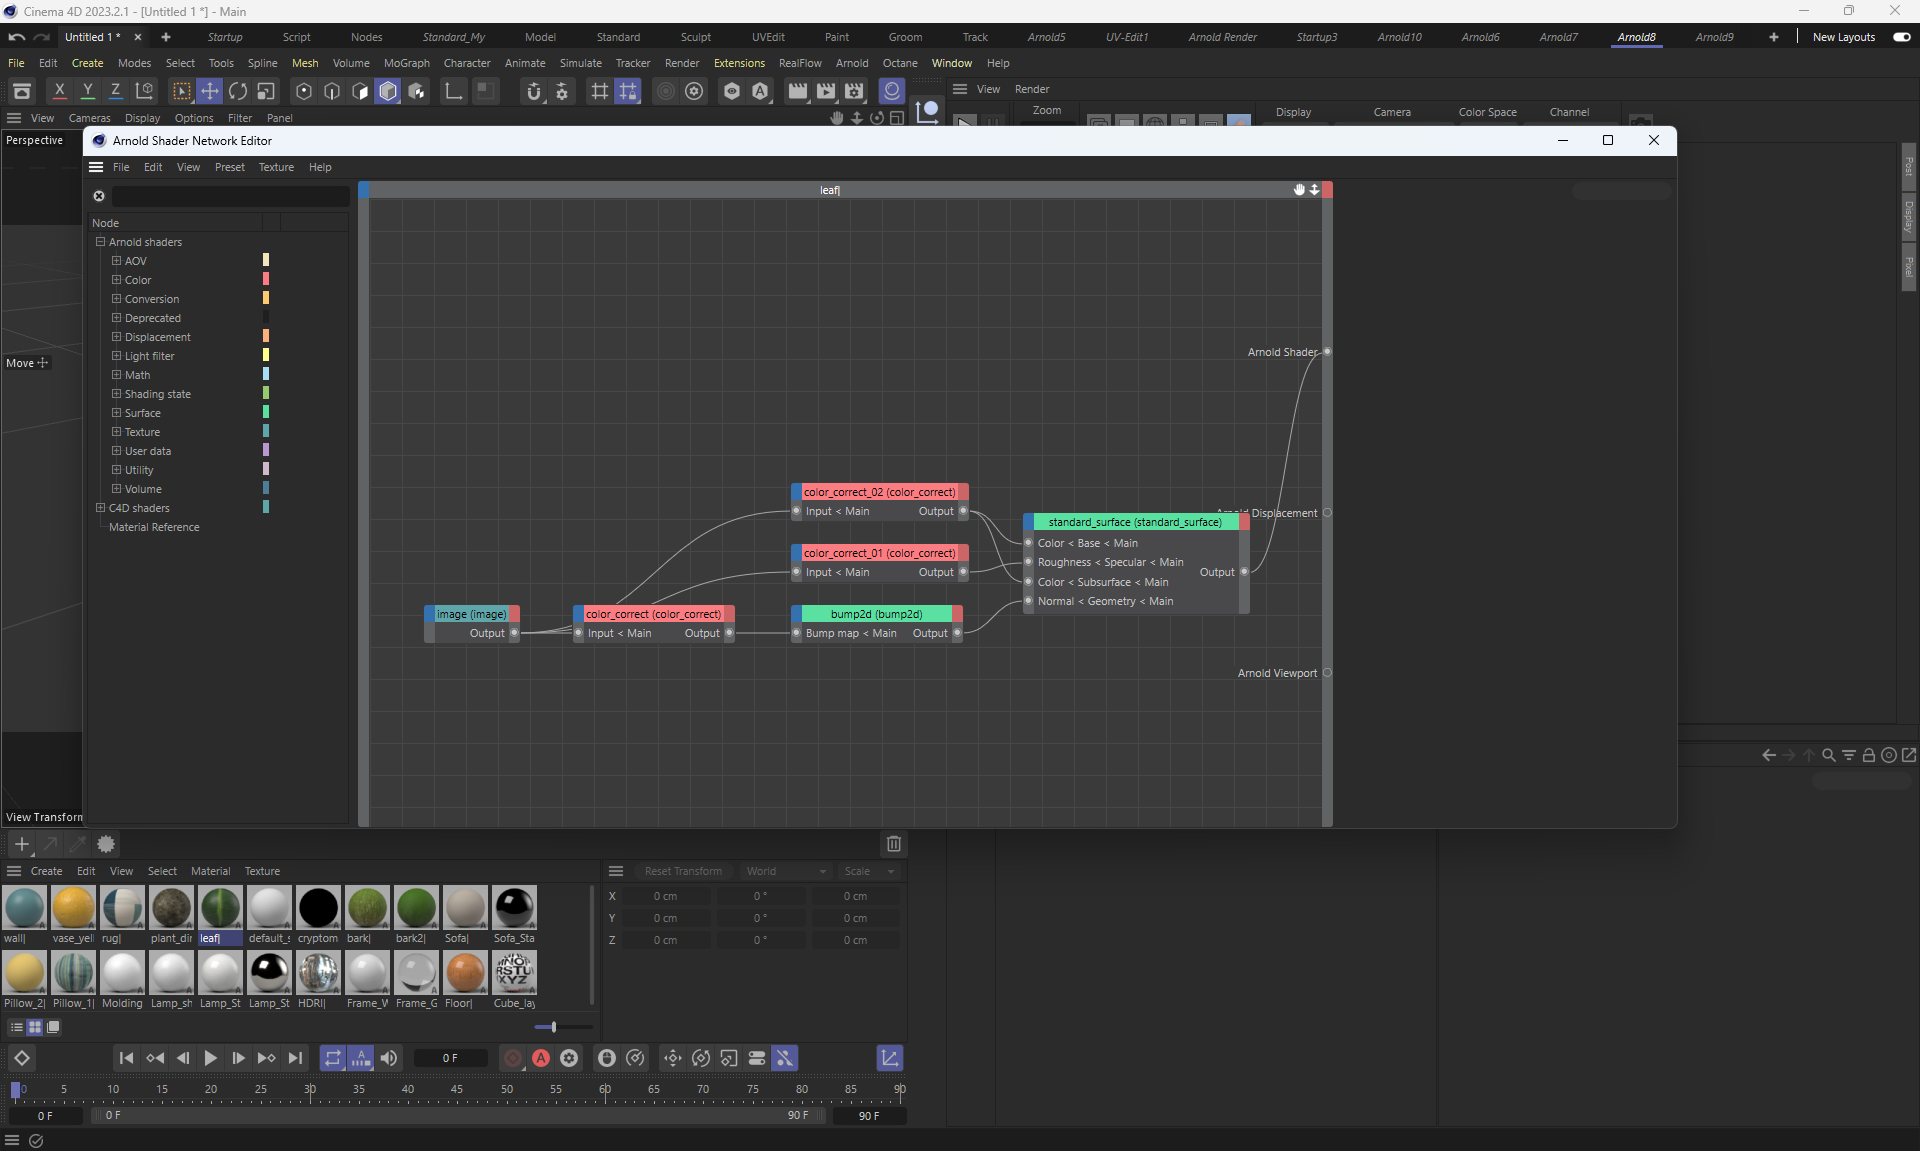 Cinema 4D 2023.2.1 - [Untitled 1 *] - Main
Untitled 1 * Startup Script Nodes Standard_My Model Standard Sculpt UVEdit Paint Groom Track Arnold5 UV-Edit1 Arnold Render Startup3 Arnold10 Arnold6 Arnold7 Arnold8 Arnold9 New Layouts
File Edit Create Modes Select Tools Spline Mesh Volume MoGraph Character Animate Simulate Tracker Render Extensions RealFlow Arnold Octane Window Help
X Y Z
View Render
View Cameras Display Options Filter Panel
Zoom Display Camera Color Space Channel
Perspective
Arnold Shader Network Editor
File Edit View Preset Texture Help
leaf|
Node
Arnold shaders
AOV
Color
Conversion
Deprecated
Displacement
Light filter
Math
Shading state
Surface
Texture
User data
Utility
Volume
C4D shaders
Material Reference
Move
View Transform
Post
Display
Pixel
Arnold Shader
color_correct_02 (color_correct)
Input < Main Output
color_correct_01 (color_correct)
Input < Main Output
image (image)
Output
color_correct (color_correct)
Input < Main Output
bump2d (bump2d)
Bump map < Main Output
Displacement
standard_surface (standard_surface)
Color < Base < Main
Roughness < Specular < Main
Output
Color < Subsurface < Main
Normal < Geometry < Main
Arnold Viewport
Create Edit View Select Material Texture
Reset Transform World Scale
X 0 cm 0 ° 0 cm
Y 0 cm 0 ° 0 cm
Z 0 cm 0 ° 0 cm
wall| vase_yell rug| plant_dir leaf| default_s cryptom bark| bark2| Sofa| Sofa_Sta
Pillow_2| Pillow_1| Molding Lamp_sh Lamp_St Lamp_St HDRI| Frame_W Frame_G Floor| Cube_lay
0 F
0 5 10 15 20 25 30 35 40 45 50 55 60 65 70 75 80 85 90
0 F 0 F 90 F 90 F